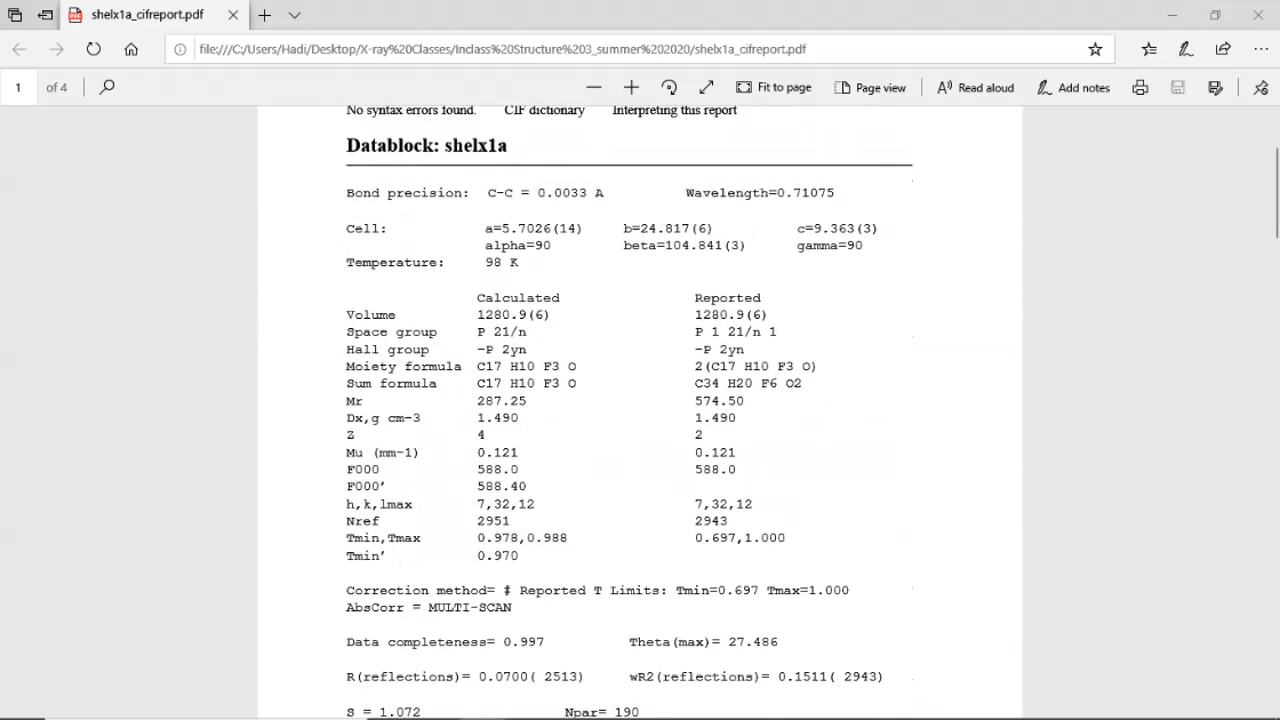 shelx1a_cifreport.pdf
file:///C:/Users/Hadi/Desktop/X-ray%20Classes/Inclass%20Structure%203_summer%202020/shelx1a_cifreport.pdf
1 of 4 Fit to page Page view Read aloud Add notes
No syntax errors found. CIF dictionary Interpreting this report
Datablock: shelx1a
Bond precision: C-C = 0.0033 A Wavelength=0.71075
Cell: a=5.7026(14) b=24.817(6) c=9.363(3)
alpha=90 beta=104.841(3) gamma=90
Temperature: 98 K
Calculated Reported
Volume 1280.9(6) 1280.9(6)
Space group P 21/n P 1 21/n 1
Hall group -P 2yn -P 2yn
Moiety formula C17 H10 F3 O 2(C17 H10 F3 O)
Sum formula C17 H10 F3 O C34 H20 F6 O2
Mr 287.25 574.50
Dx,g cm-3 1.490 1.490
Z 4 2
Mu (mm-1) 0.121 0.121
F000 588.0 588.0
F000' 588.40
h,k,lmax 7,32,12 7,32,12
Nref 2951 2943
Tmin,Tmax 0.978,0.988 0.697,1.000
Tmin' 0.970
Correction method= # Reported T Limits: Tmin=0.697 Tmax=1.000
AbsCorr = MULTI-SCAN
Data completeness= 0.997 Theta(max)= 27.486
R(reflections)= 0.0700( 2513) wR2(reflections)= 0.1511( 2943)
S = 1.072 Npar= 190